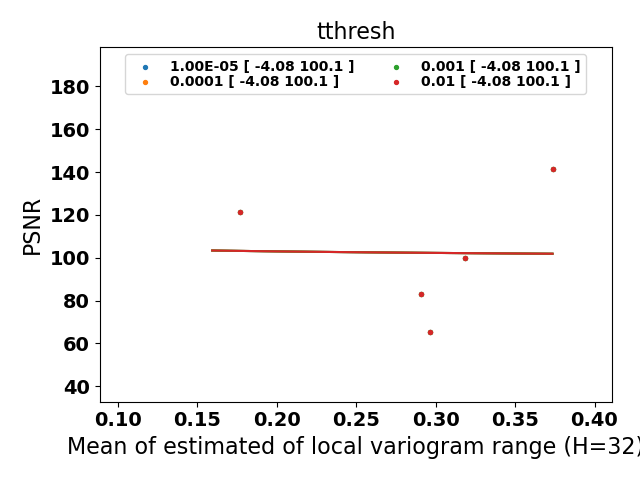 tthresh
1.00E-05 [ -4.08 100.1 ]
0.0001 [ -4.08 100.1 ]
0.001 [ -4.08 100.1 ]
0.01 [ -4.08 100.1 ]
PSNR
180
160
140
120
100
80
60
40
0.10 0.15 0.20 0.25 0.30 0.35 0.40
Mean of estimated of local variogram range (H=32)